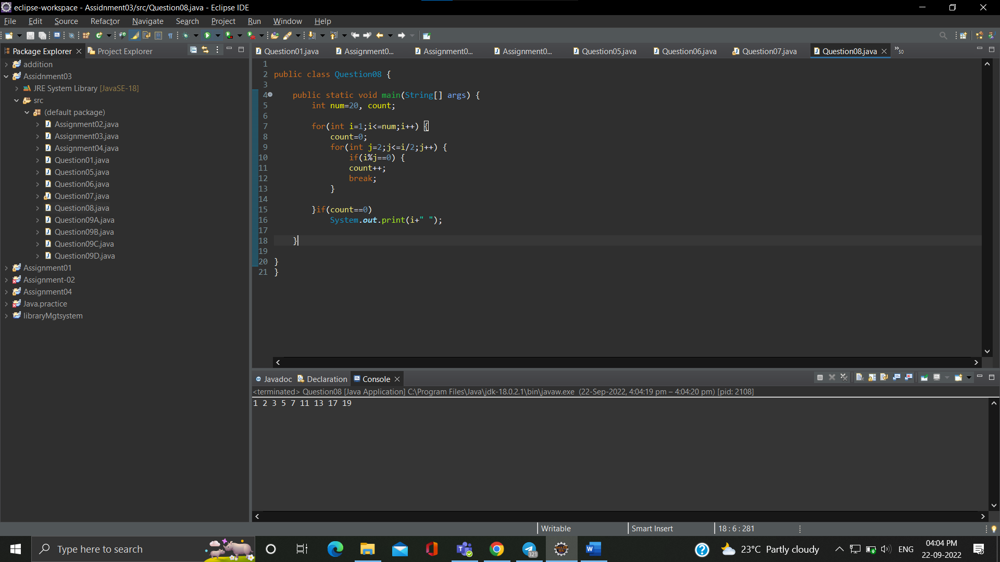 eclipse-workspace - Assidnment03/src/Question08.java - Eclipse IDE
File Edit Source Refactor Navigate Search Project Run Window Help
Package Explorer Project Explorer
Question01.java Assignment0... Assignment0... Assignment0... Question05.java Question06.java Question07.java Question08.java »50
addition
Assidnment03
JRE System Library [JavaSE-18]
src
(default package)
Assignment02.java
Assignment03.java
Assignment04.java
Question01.java
Question05.java
Question06.java
Question07.java
Question08.java
Question09A.java
Question09B.java
Question09C.java
Question09D.java
Assignment01
Assignment-02
Assignment04
Java.practice
libraryMgtsystem
1
2 public class Question08 {
3
4 public static void main(String[] args) {
5 int num=20, count;
6
7 for(int i=1;i<=num;i++) {
8 count=0;
9 for(int j=2;j<=i/2;j++) {
10 if(i%j==0) {
11 count++;
12 break;
13 }
14
15 }if(count==0)
16 System.out.print(i+" ");
17
18 }
19
20 }
21 }
Javadoc Declaration Console
<terminated> Question08 [Java Application] C:\Program Files\Java\jdk-18.0.2.1\bin\javaw.exe (22-Sep-2022, 4:04:19 pm – 4:04:20 pm) [pid: 2108]
1 2 3 5 7 11 13 17 19
Writable Smart Insert 18 : 6 : 281
Type here to search
321
23°C Partly cloudy
ENG
04:04 PM
22-09-2022